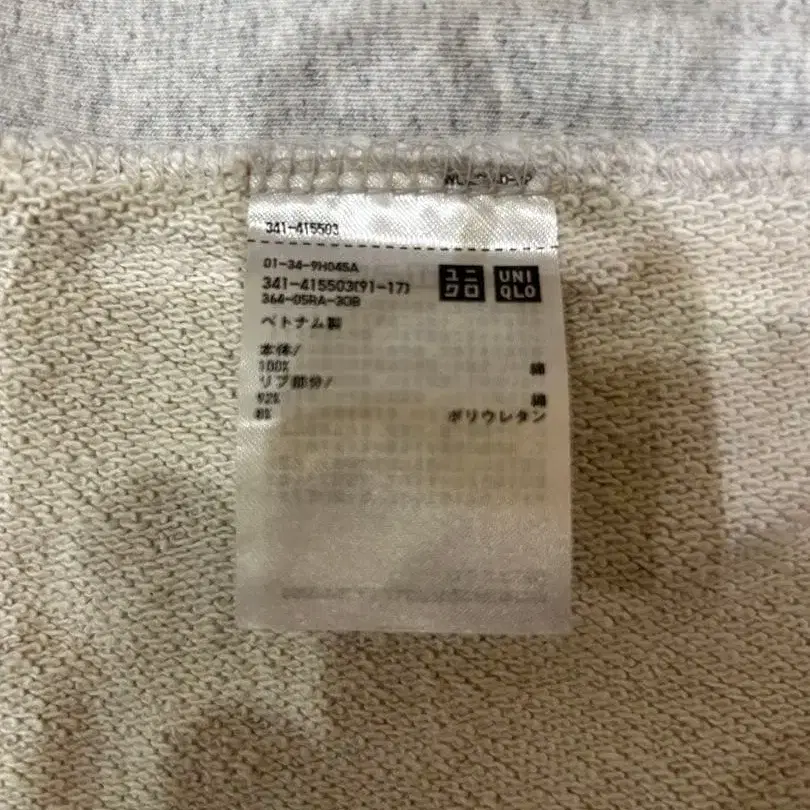 341-415503
01-34-9H045A
341-415503(91-17)
364-05RA-30B
ユニ
クロ
UNI
QLO
ベトナム製
本体/
100% 綿
リブ部分/
92% 綿
8% ポリウレタン